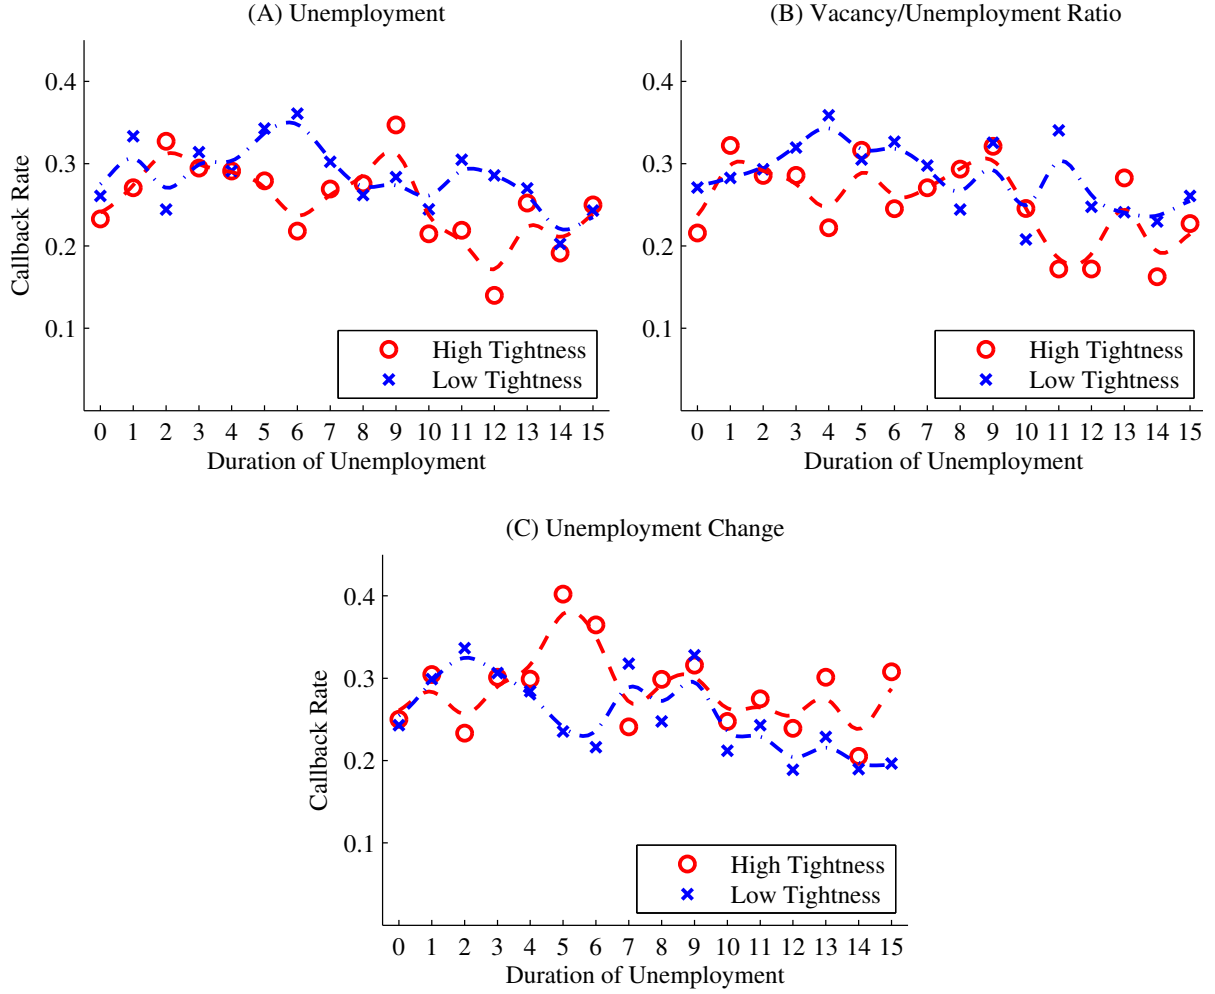 (A) Unemployment
Callback Rate
0.4
0.3
0.2
0.1
High Tightness
Low Tightness
0 1 2 3 4 5 6 7 8 9 10 11 12 13 14 15
Duration of Unemployment
(B) Vacancy/Unemployment Ratio
0.4
0.3
0.2
0.1
High Tightness
Low Tightness
0 1 2 3 4 5 6 7 8 9 10 11 12 13 14 15
Duration of Unemployment
(C) Unemployment Change
Callback Rate
0.4
0.3
0.2
0.1
High Tightness
Low Tightness
0 1 2 3 4 5 6 7 8 9 10 11 12 13 14 15
Duration of Unemployment